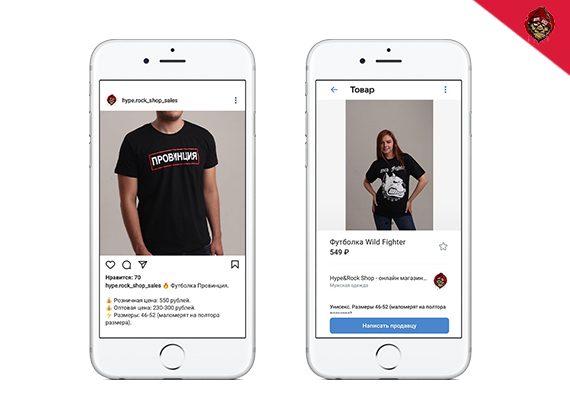 hype.rock_shop_sales
ПРОВИНЦИЯ
Нравится: 70
hype.rock_shop_sales 🔥 Футболка Провинция.
🔥 Розничная цена: 550 рублей.
🔥 Оптовая цена: 230-300 рублей.
⚡ Размеры: 46-52 (маломерят на полтора
размера).
Товар
Wild Fighter
Футболка Wild Fighter
549 ₽
Hype&Rock Shop - онлайн магазин...
Мужская одежда
Унисекс. Размеры 46-52 (маломерят на полтора
Написать продавцу